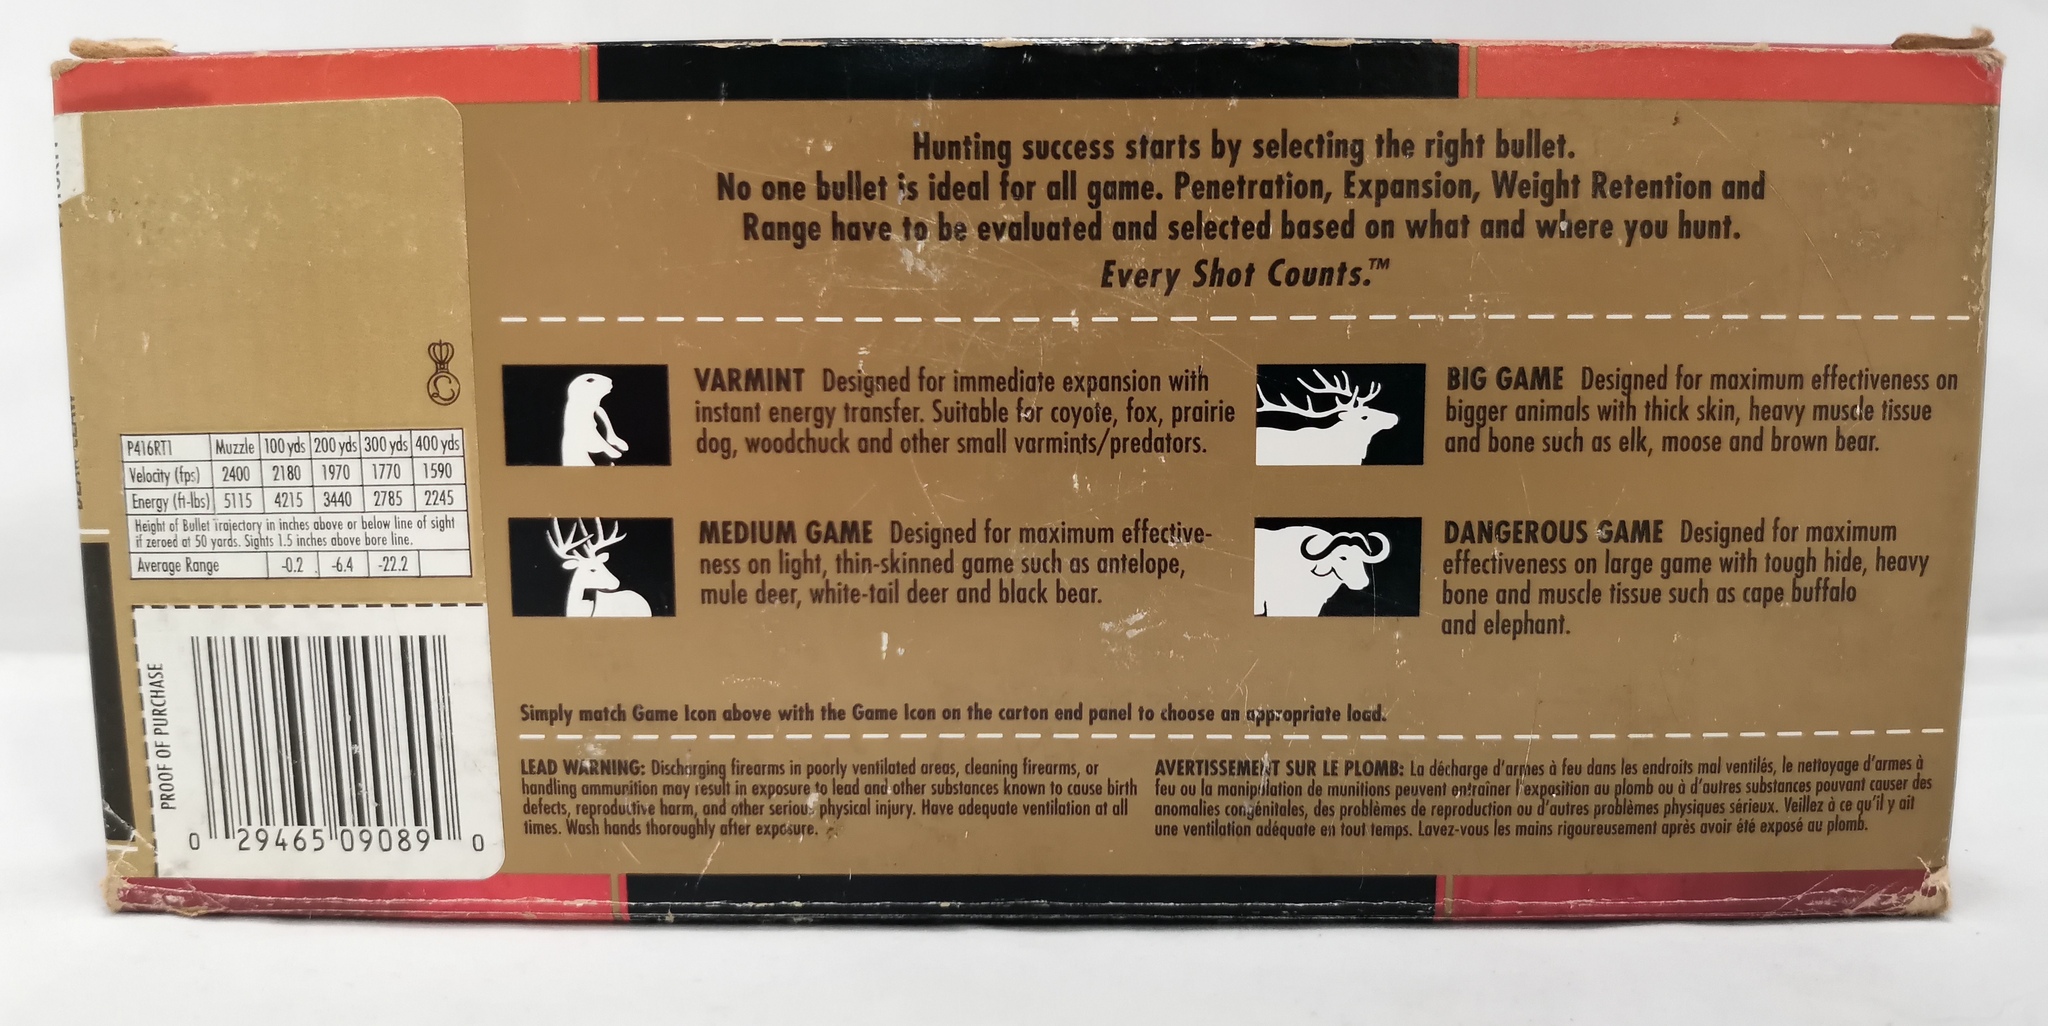 Hunting success starts by selecting the right bullet.
No one bullet is ideal for all game. Penetration, Expansion, Weight Retention and
Range have to be evaluated and selected based on what and where you hunt.
Every Shot Counts.™
VARMINT Designed for immediate expansion with
instant energy transfer. Suitable for coyote, fox, prairie
dog, woodchuck and other small varmints/predators.
BIG GAME Designed for maximum effectiveness on
bigger animals with thick skin, heavy muscle tissue
and bone such as elk, moose and brown bear.
MEDIUM GAME Designed for maximum effective-
ness on light, thin-skinned game such as antelope,
mule deer, white-tail deer and black bear.
DANGEROUS GAME Designed for maximum
effectiveness on large game with tough hide, heavy
bone and muscle tissue such as cape buffalo
and elephant.
Simply match Game Icon above with the Game Icon on the carton end panel to choose an appropriate load.
LEAD WARNING: Discharging firearms in poorly ventilated areas, cleaning firearms, or
handling ammunition may result in exposure to lead and other substances known to cause birth
defects, reproductive harm, and other serious physical injury. Have adequate ventilation at all
times. Wash hands thoroughly after exposure.
AVERTISSEMENT SUR LE PLOMB: La décharge d'armes à feu dans les endroits mal ventilés, le nettoyage d'armes à
feu ou la manipulation de munitions peuvent entraîner l'exposition au plomb ou à d'autres substances pouvant causer des
anomalies congénitales, des problèmes de reproduction ou d'autres problèmes physiques sérieux. Veillez à ce qu'il y ait
une ventilation adéquate en tout temps. Lavez-vous les mains rigoureusement après avoir été exposé au plomb.
P416RT1 Muzzle 100 yds 200 yds 300 yds 400 yds
Velocity (fps) 2400 2180 1970 1770 1590
Energy (ft-lbs) 5115 4215 3440 2785 2245
Height of Bullet Trajectory in inches above or below line of sight
if zeroed at 50 yards. Sights 1.5 inches above bore line.
Average Range -0.2 -6.4 -22.2
PROOF OF PURCHASE
0 29465 09089 0